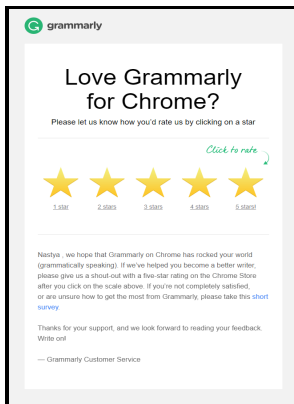 grammarly
Love Grammarly
for Chrome?
Please let us know how you'd rate us by clicking on a star
Click to rate
1 star 2 stars 3 stars 4 stars 5 stars!
Nastya , we hope that Grammarly on Chrome has rocked your world
(grammatically speaking). If we've helped you become a better writer,
please give us a shout-out with a five-star rating on the Chrome Store
after you click on the scale above. If you're not completely satisfied,
or are unsure how to get the most from Grammarly, please take this short
survey.
Thanks for your support, and we look forward to reading your feedback.
Write on!
— Grammarly Customer Service